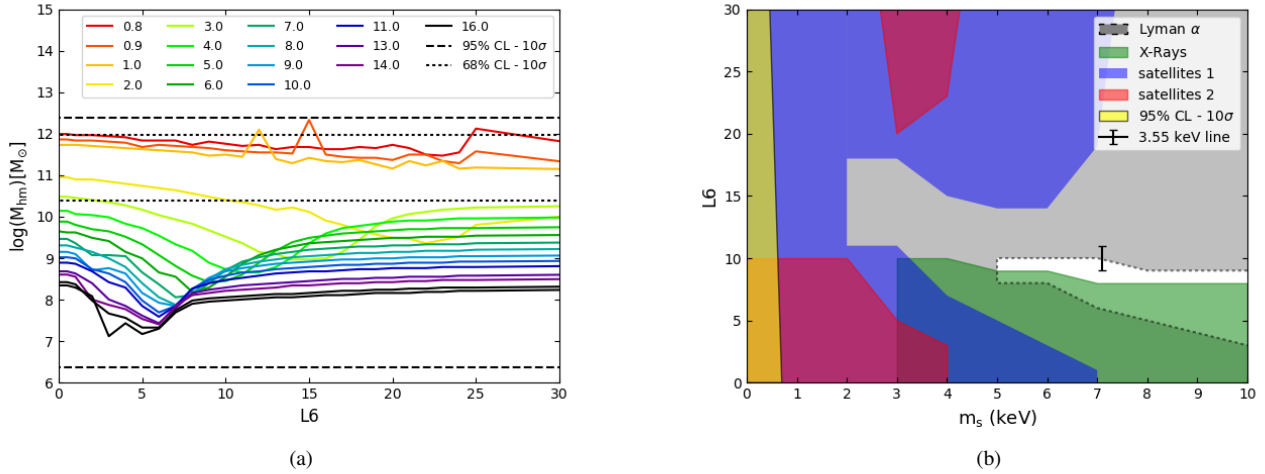 0.8 3.0 7.0 11.0 16.0
0.9 4.0 8.0 12.0 95% CL - 10σ
1.0 5.0 9.0 13.0 68% CL - 10σ
2.0 6.0 10.0 14.0
15
14
13
12
11
10
9
8
7
6
log(M_hm)[M_⊙]
0 5 10 15 20 25 30
L6
(a)
Lyman α
X-Rays
satellites 1
satellites 2
95% CL - 10σ
3.55 keV line
30
25
20
15
10
5
0
L6
0 1 2 3 4 5 6 7 8 9 10
m_s (keV)
(b)